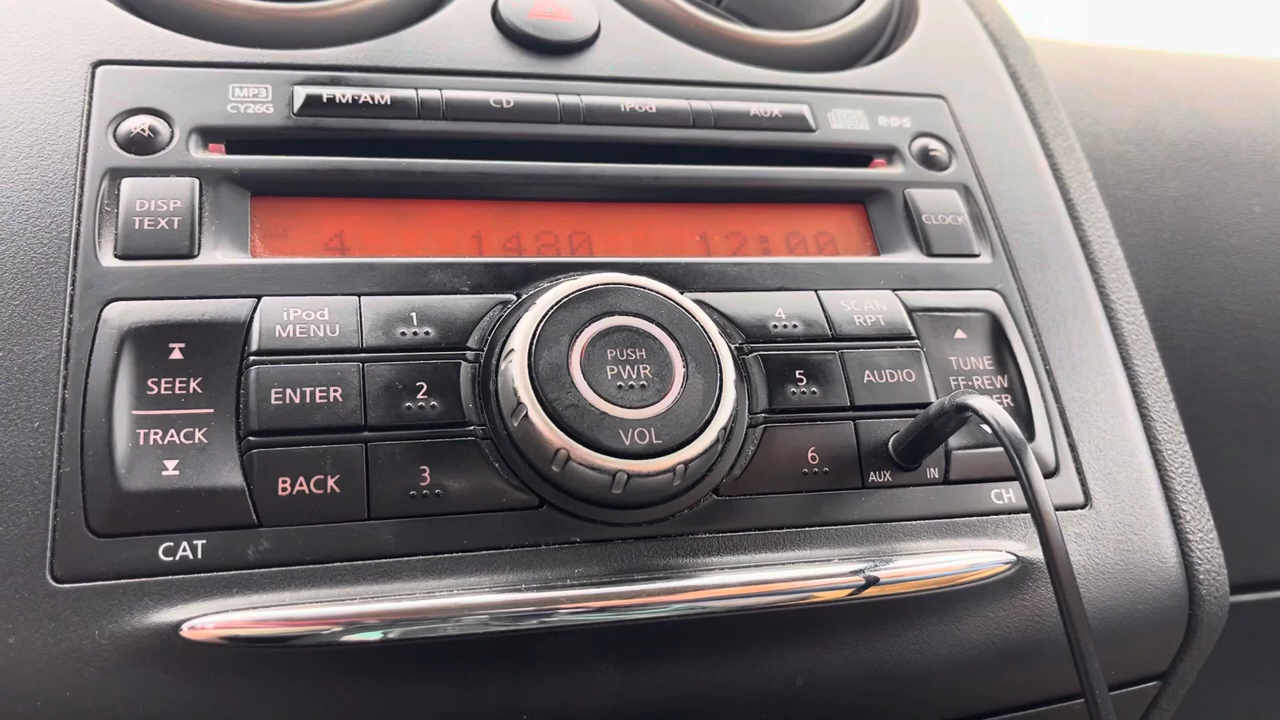 MP3
CY26G
FM·AM
CD
iPod
AUX
RDS
DISP
TEXT
4 1480 12:00
CLOCK
SEEK
TRACK
iPod
MENU
1
ENTER
2
BACK
3
PUSH
PWR
VOL
4
SCAN
RPT
5
AUDIO
6
AUX IN
TUNE
FF·REW
CAT
CH